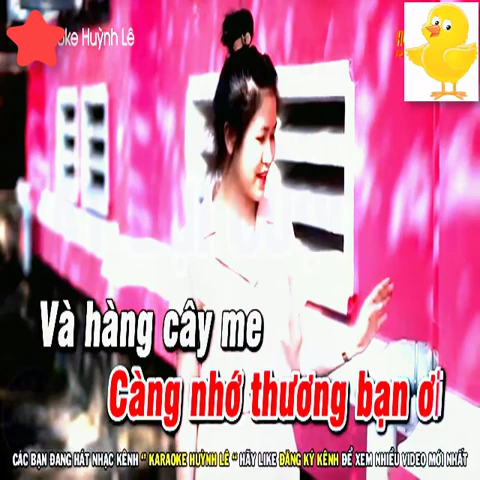 Karaoke Huỳnh Lê
Và hàng cây me
Càng nhớ thương bạn ơi
CÁC BẠN ĐANG HÁT NHẠC KÊNH " KARAOKE HUỲNH LÊ " HÃY LIKE ĐĂNG KÝ KÊNH ĐỂ XEM NHIỀU VIDEO MỚI NHẤT